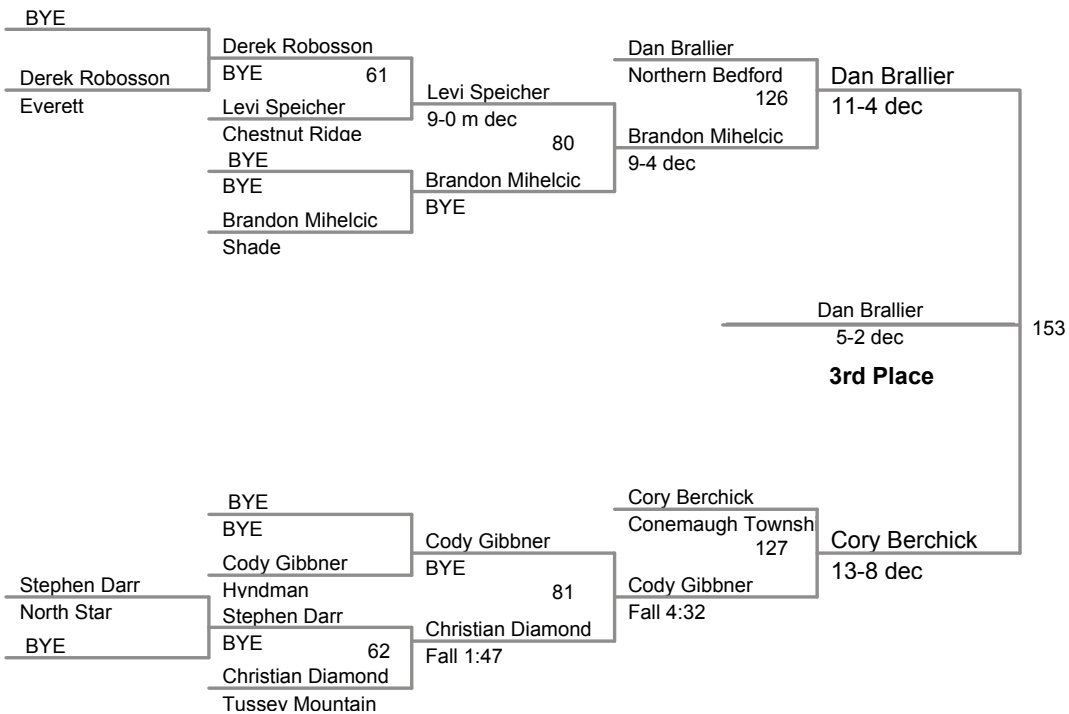 BYE
Derek Robosson
Everett
Derek Robosson
BYE
61
Levi Speicher
Chestnut Ridge
BYE
BYE
Brandon Mihelcic
Shade
Levi Speicher
9-0 m dec
80
Brandon Mihelcic
BYE
Dan Brallier
Northern Bedford
126
Brandon Mihelcic
9-4 dec
Dan Brallier
11-4 dec
Dan Brallier
5-2 dec
3rd Place
153
Stephen Darr
North Star
BYE
BYE
BYE
Cody Gibbner
Hyndman
Stephen Darr
BYE
62
Christian Diamond
Tussey Mountain
Cody Gibbner
BYE
81
Christian Diamond
Fall 1:47
Cory Berchick
Conemaugh Townsh
127
Cody Gibbner
Fall 4:32
Cory Berchick
13-8 dec